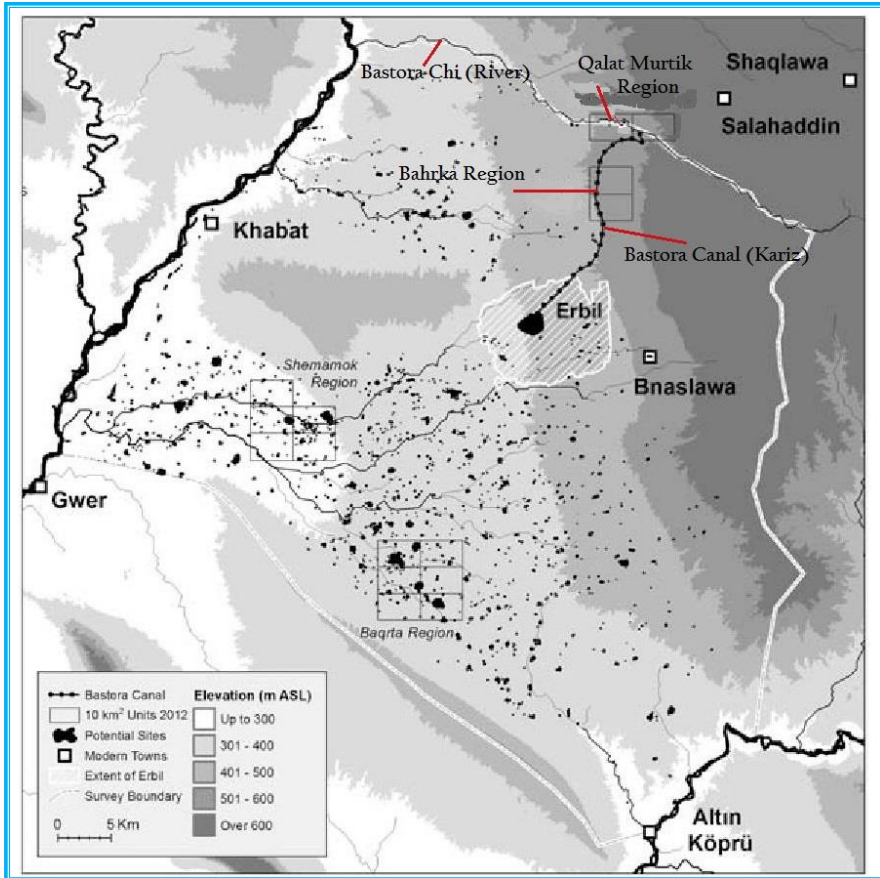 Bastora Chi (River)
Qalat Murtik
Region
Shaqlawa
Salahaddin
Bahrka Region
Khabat
Bastora Canal (Kariz)
Erbil
Shemamok
Region
Bnaslawa
Gwer
Baqrta Region
Bastora Canal
10 km² Units 2012
Potential Sites
Modern Towns
Extent of Erbil
Survey Boundary
0 5 Km
Elevation (m ASL)
Up to 300
301 - 400
401 - 500
501 - 600
Over 600
Altın
Köprü